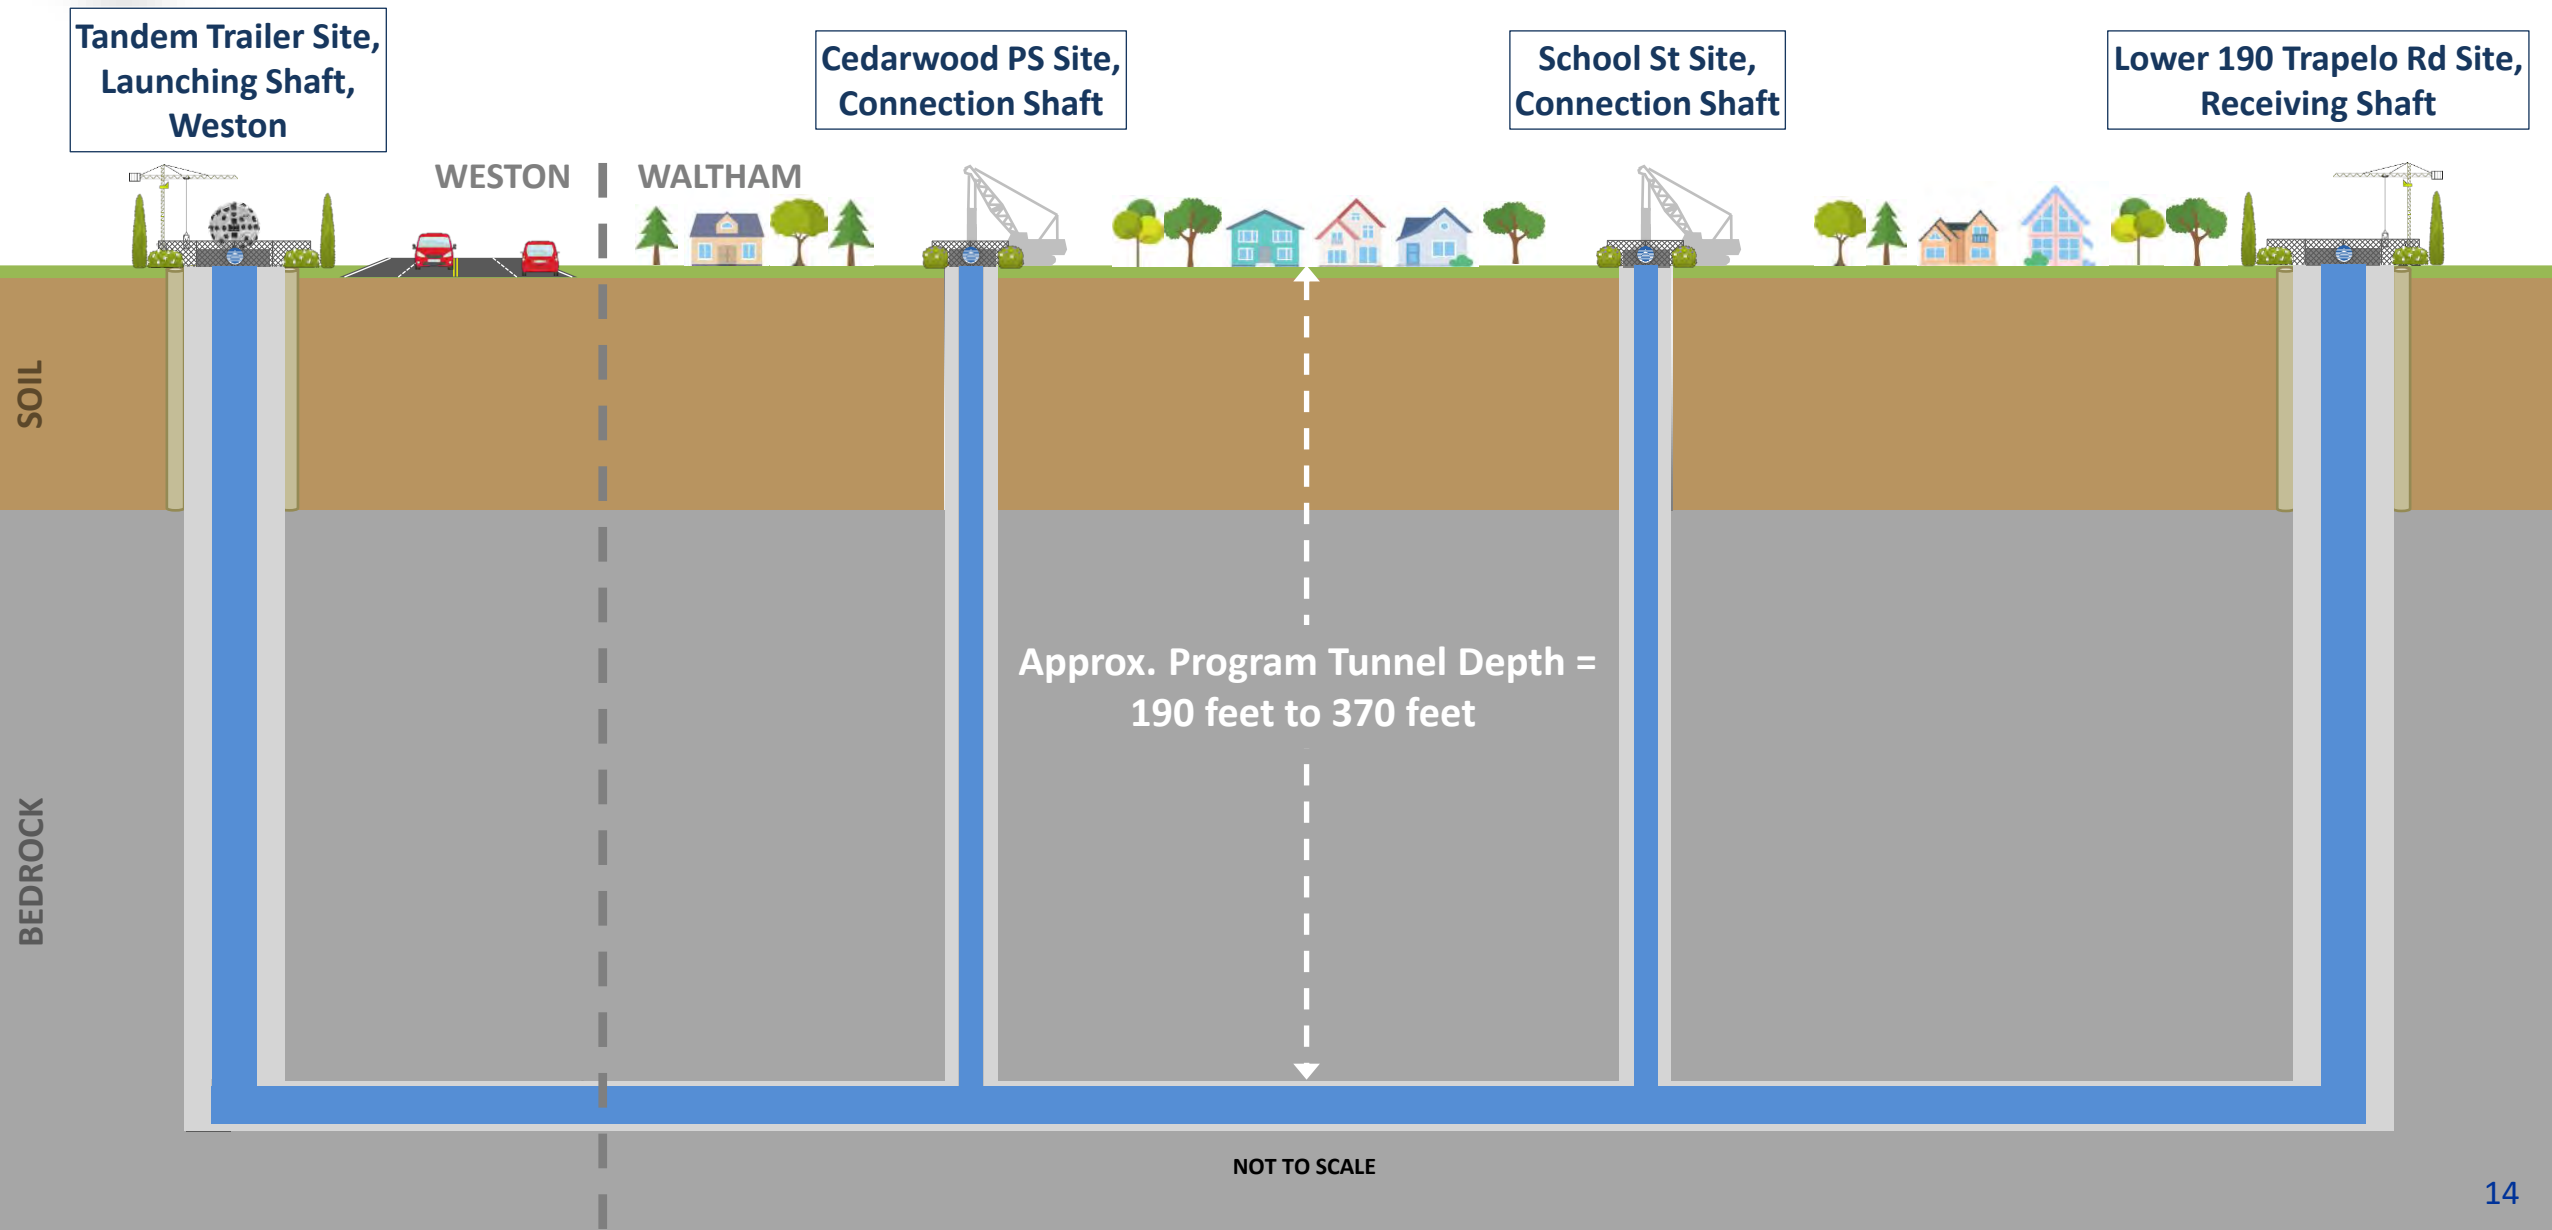 Tandem Trailer Site,
Launching Shaft,
Weston
Cedarwood PS Site,
Connection Shaft
School St Site,
Connection Shaft
Lower 190 Trapelo Rd Site,
Receiving Shaft
WESTON
WALTHAM
SOIL
BEDROCK
Approx. Program Tunnel Depth =
190 feet to 370 feet
NOT TO SCALE
14